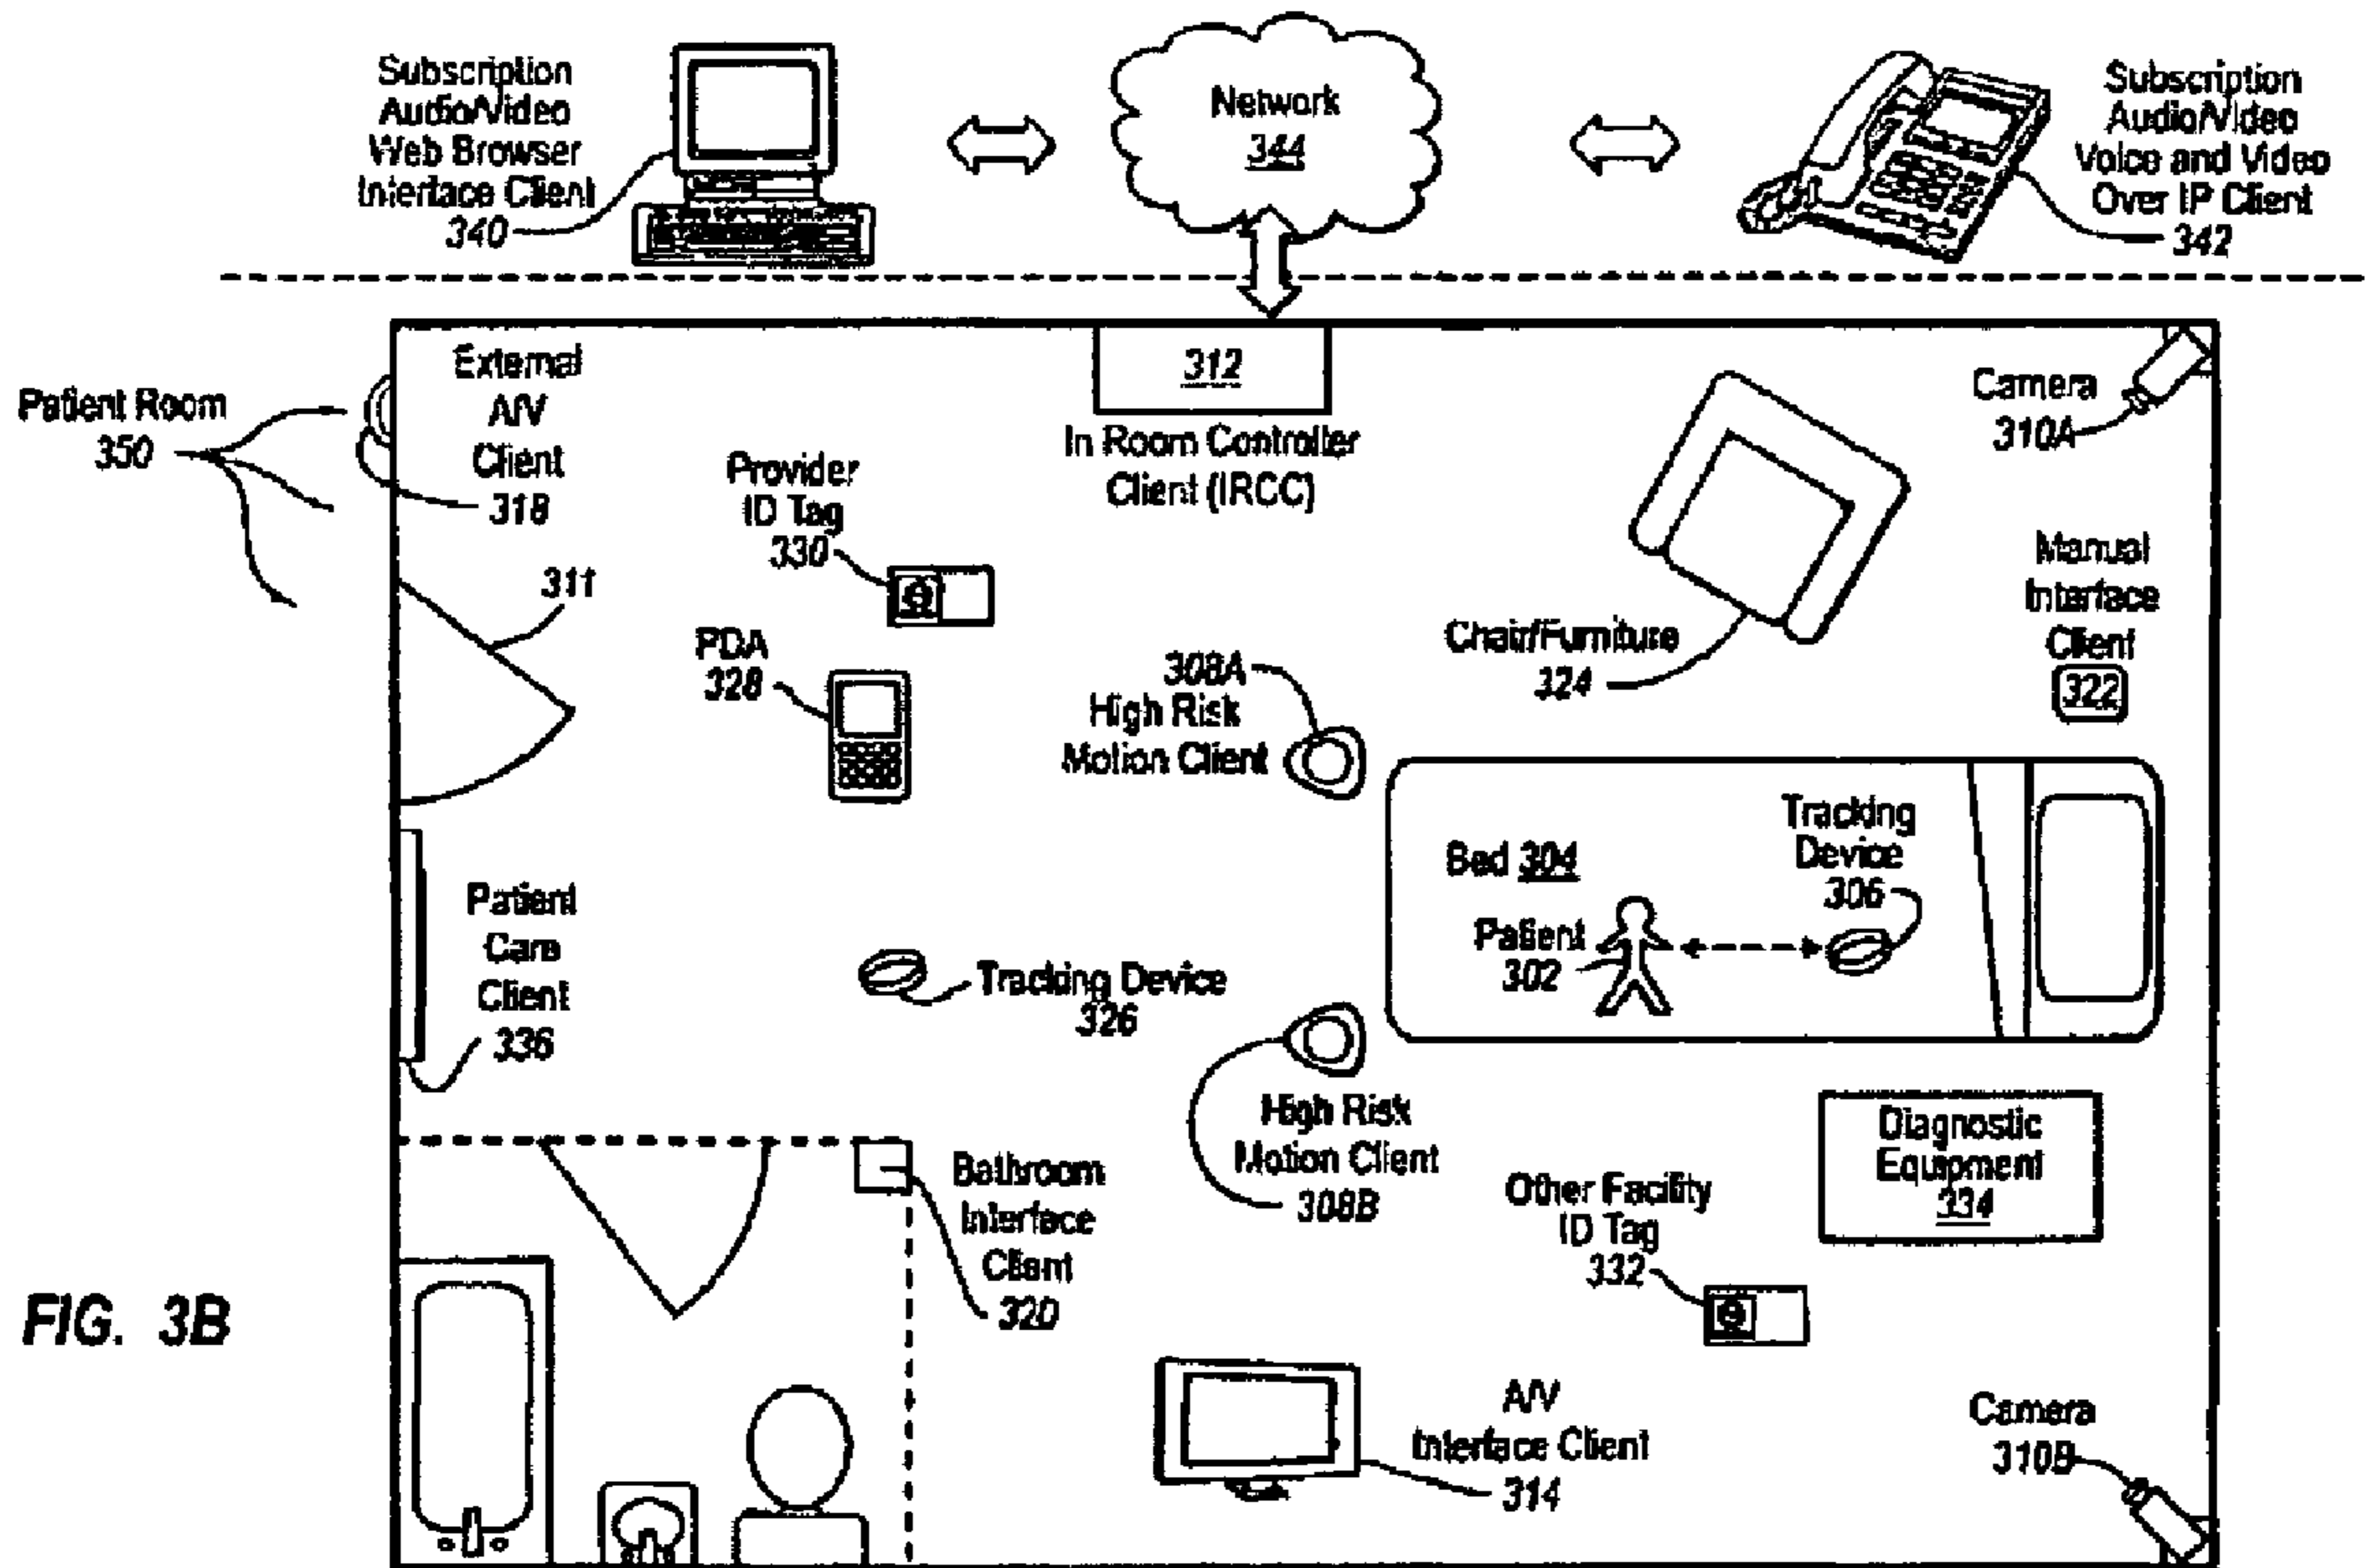 Subscription
Audio/Video
Web Browser
Interface Client
340
Network
344
Subscription
Audio/Video
Voice and Video
Over IP Client
342
Patient Room
350
External
A/V
Client
318
312
In Room Controller
Client (IRCC)
Camera
310A
Provider
ID Tag
330
311
PDA
328
308A
High Risk
Motion Client
Chair/Furniture
324
Manual
Interface
Client
322
Bed 304
Tracking
Device
306
Patient
302
Patient
Care
Client
336
Tracking Device
326
High Risk
Motion Client
308B
Diagnostic
Equipment
334
Other Facility
ID Tag
332
Bathroom
Interface
Client
320
A/V
Interface Client
314
Camera
310B
FIG. 3B